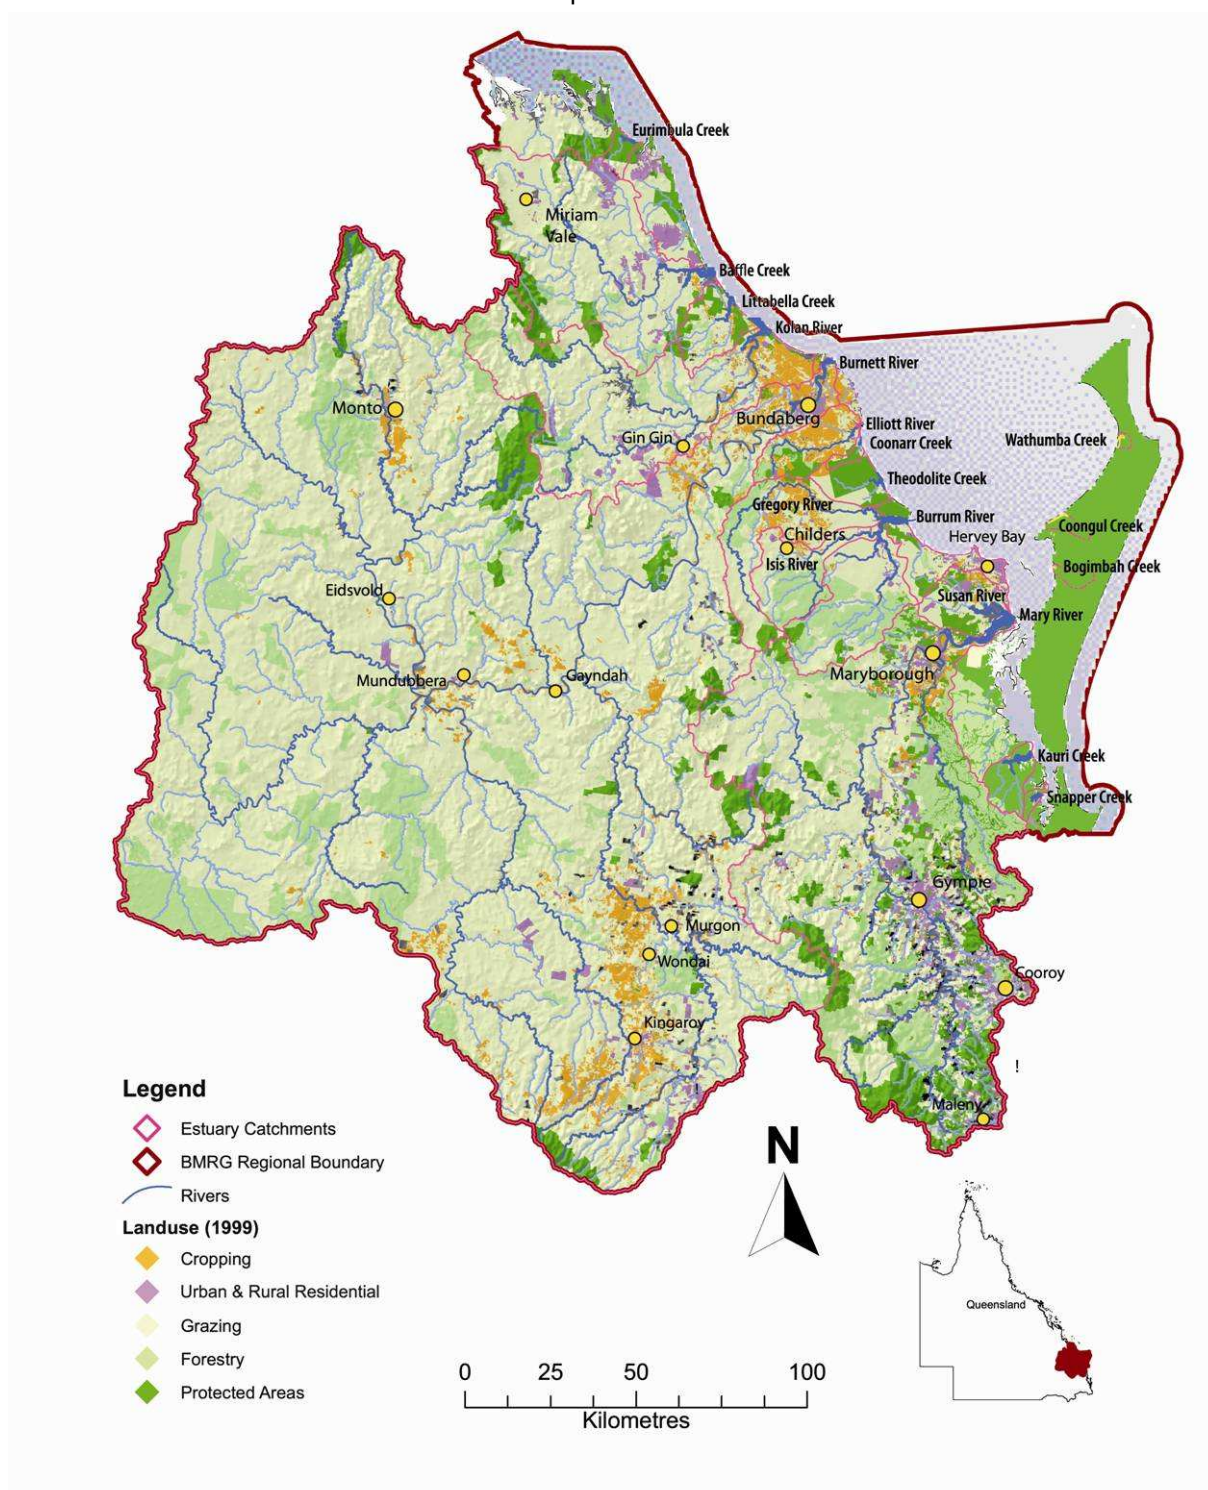 Eurimbula Creek
Miriam
Vale
Baffle Creek
Littabella Creek
Kolan River
Burnett River
Monto
Bundaberg
Elliott River
Gin Gin
Coonarr Creek
Wathumba Creek
Theodolite Creek
Gregory River
Burrum River
Coongul Creek
Childers
Hervey Bay
Isis River
Bogimbah Creek
Eidsvold
Susan River
Mary River
Maryborough
Gayndah
Mundubbera
Kauri Creek
Snapper Creek
Gympie
Murgon
Wondai
Cooroy
Kingaroy
!
Legend
Maleny
Estuary Catchments
N
BMRG Regional Boundary
Rivers
Landuse (1999)
Cropping
Urban & Rural Residential
Queensland
Grazing
Forestry
0 25 50 100
Protected Areas
Kilometres